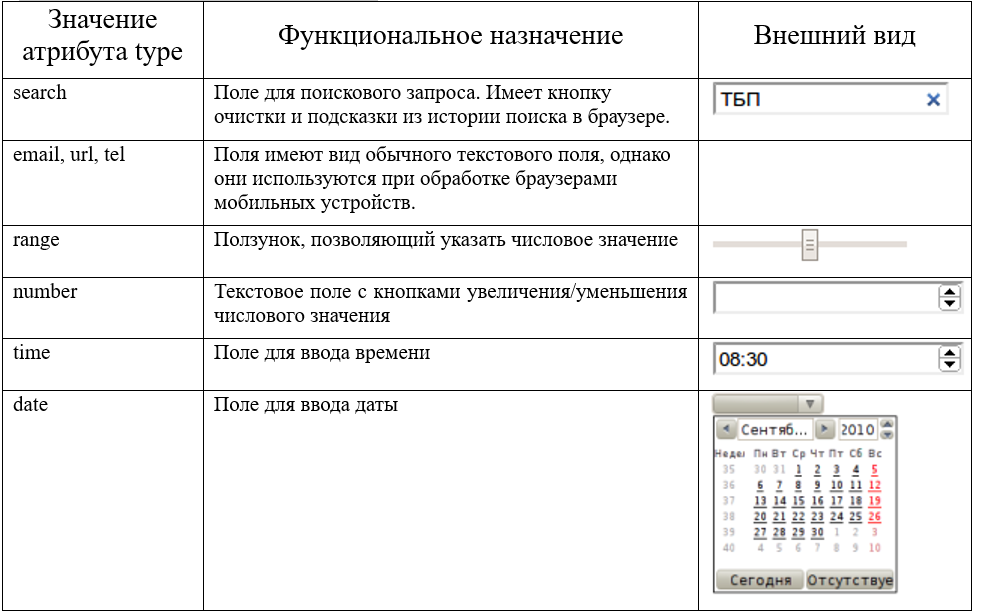 Значение
атрибута type
Функциональное назначение
Внешний вид
search
Поле для поискового запроса. Имеет кнопку
очистки и подсказки из истории поиска в браузере.
ТБП
email, url, tel
Поля имеют вид обычного текстового поля, однако
они используются при обработке браузерами
мобильных устройств.
range
Ползунок, позволяющий указать числовое значение
number
Текстовое поле с кнопками увеличения/уменьшения
числового значения
time
Поле для ввода времени
08:30
date
Поле для ввода даты
Сентяб... 2010
Недел Пн Вт Ср Чт Пт Сб Вс
35 30 31 1 2 3 4 5
36 6 7 8 9 10 11 12
37 13 14 15 16 17 18 19
38 20 21 22 23 24 25 26
39 27 28 29 30 1 2 3
40 4 5 6 7 8 9 10
Сегодня Отсутствуе